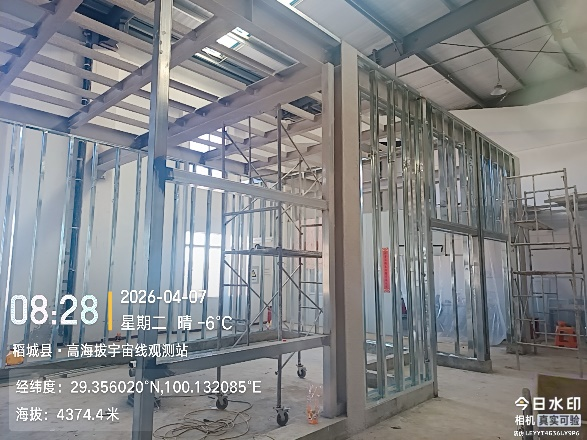 08:28
2026-04-07
星期二 晴 -6°C
稻城县·高海拔宇宙线观测站
经纬度: 29.356020°N,100.132085°E
海拔: 4374.4米
今日水印
相机 真实可验